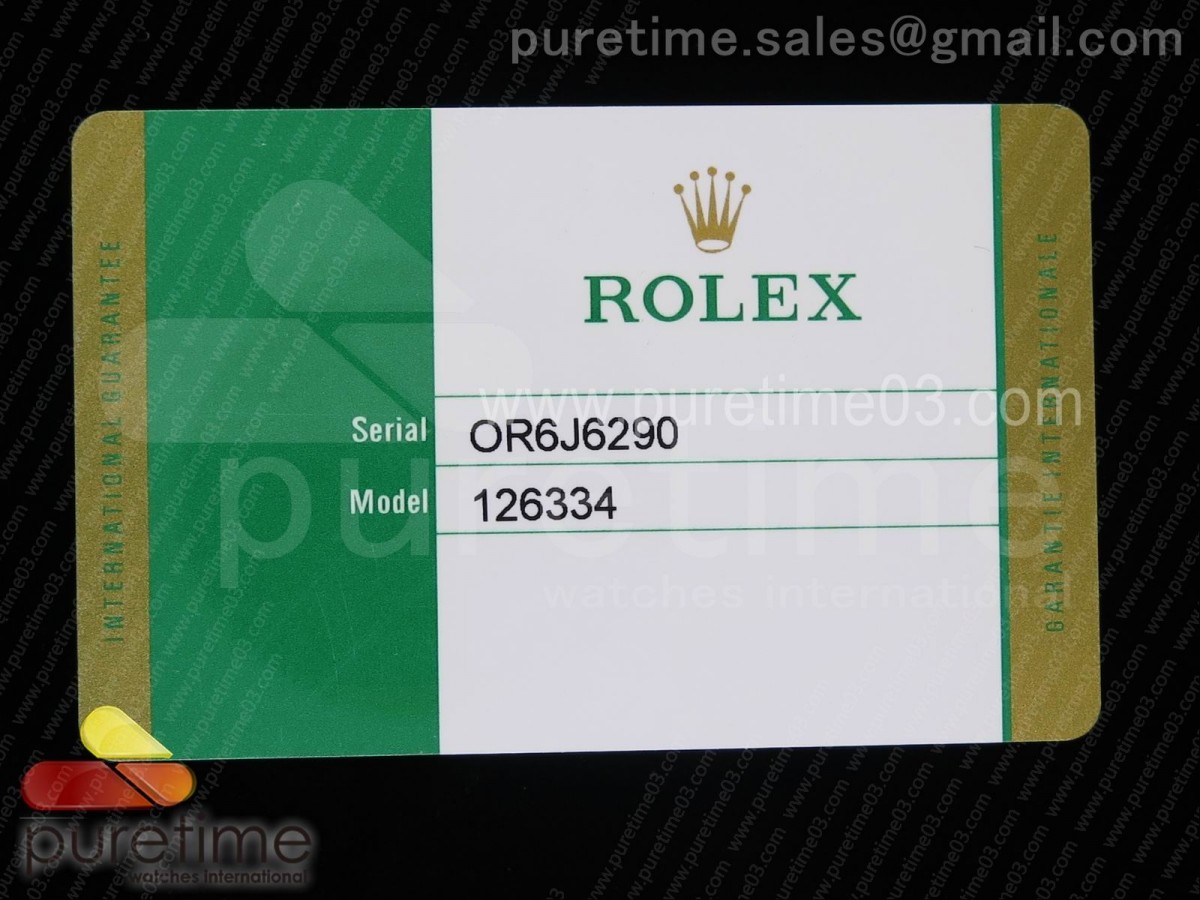 puretime.sales@gmail.com
INTERNATIONAL GUARANTEE
ROLEX
GARANTIE INTERNATIONALE
www.puretime03.com
Serial OR6J6290
Model 126334
puretime
watches international
puretime
watches international